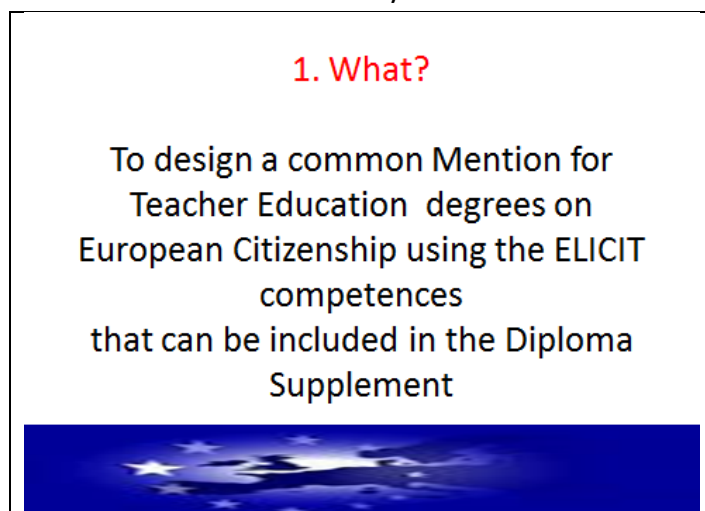 1. What?
To design a common Mention for
Teacher Education degrees on
European Citizenship using the ELICIT
competences
that can be included in the Diploma
Supplement